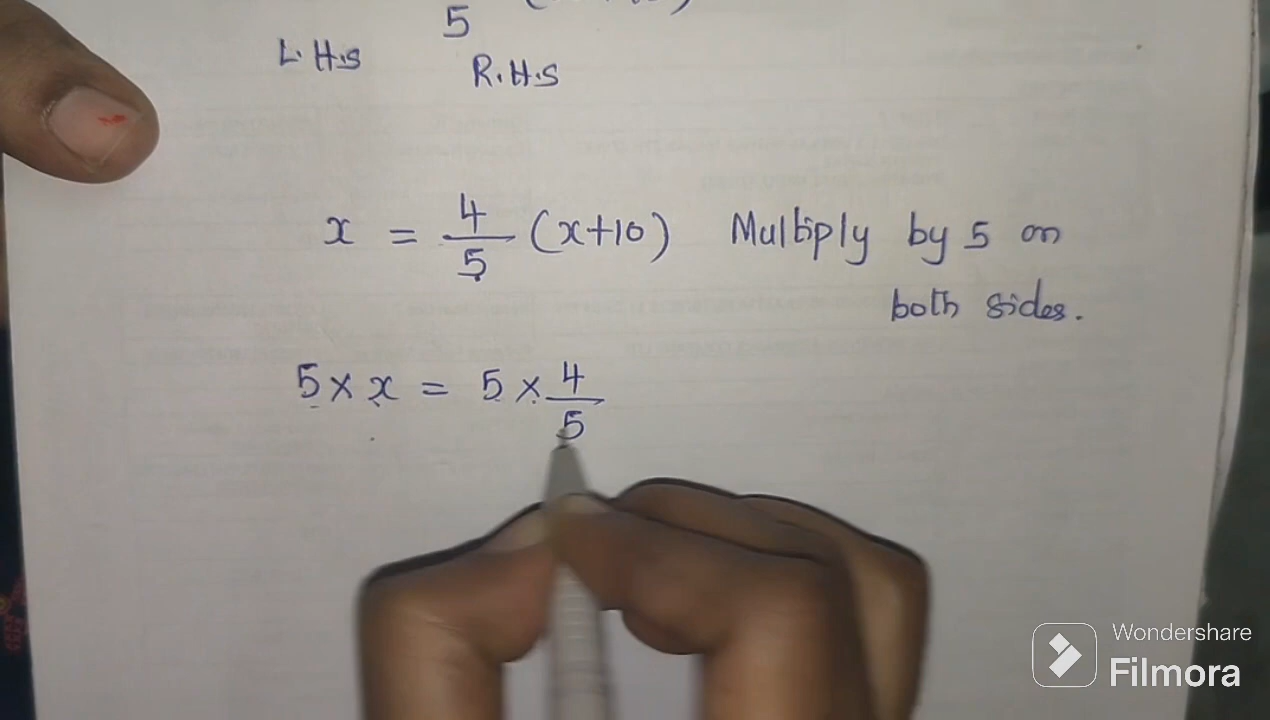 5
L.H.S R.H.S
x = 4/5 (x+10) Multiply by 5 on
both sides.
5 × x = 5 × 4/5
Wondershare
Filmora